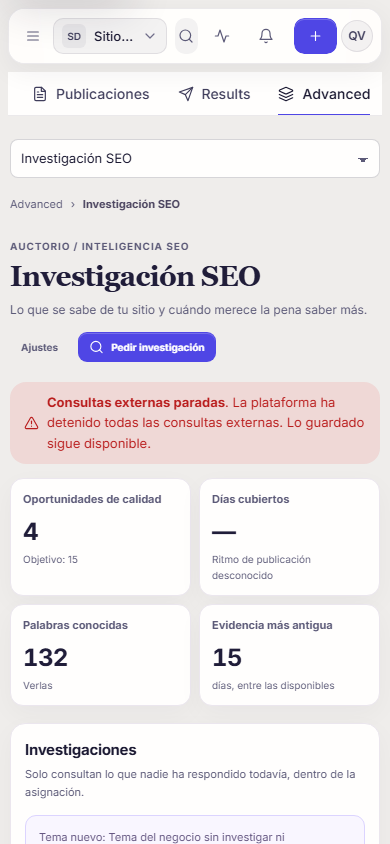 SD Sitio... QV
Publicaciones Results Advanced
Investigación SEO
Advanced › Investigación SEO
AUCTORIO / INTELIGENCIA SEO
Investigación SEO
Lo que se sabe de tu sitio y cuándo merece la pena saber más.
Ajustes Pedir investigación
Consultas externas paradas. La plataforma ha
detenido todas las consultas externas. Lo guardado
sigue disponible.
Oportunidades de calidad
4
Objetivo: 15
Días cubiertos
—
Ritmo de publicación
desconocido
Palabras conocidas
132
Verlas
Evidencia más antigua
15
días, entre las disponibles
Investigaciones
Solo consultan lo que nadie ha respondido todavía, dentro de la
asignación.
Tema nuevo: Tema del negocio sin investigar ni